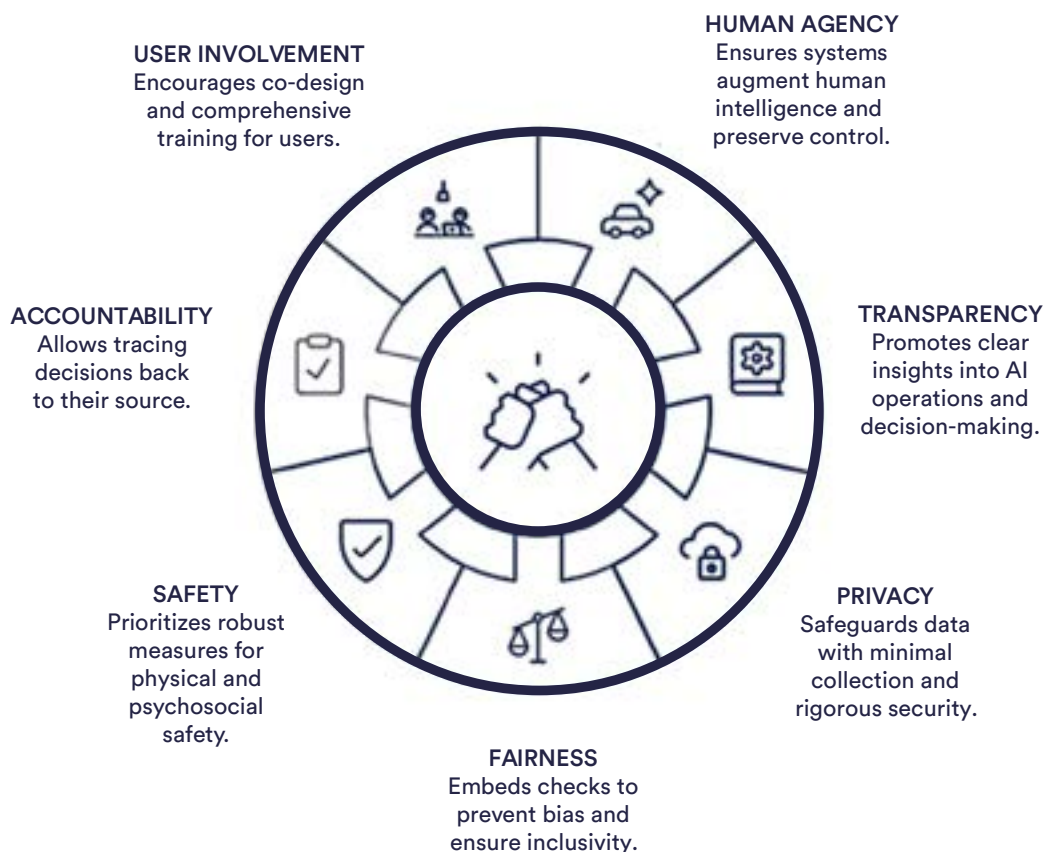 HUMAN AGENCY
Ensures systems
augment human
intelligence and
preserve control.
TRANSPARENCY
Promotes clear
insights into AI
operations and
decision-making.
PRIVACY
Safeguards data
with minimal
collection and
rigorous security.
FAIRNESS
Embeds checks to
prevent bias and
ensure inclusivity.
SAFETY
Prioritizes robust
measures for
physical and
psychosocial
safety.
ACCOUNTABILITY
Allows tracing
decisions back
to their source.
USER INVOLVEMENT
Encourages co-design
and comprehensive
training for users.